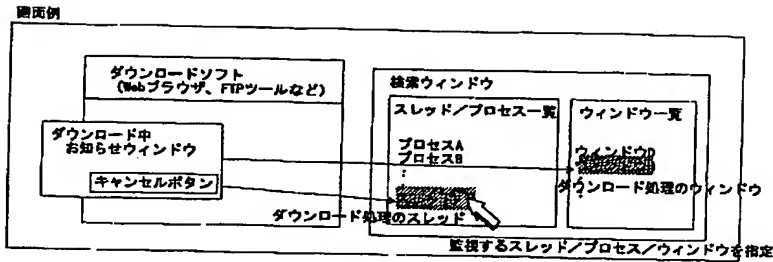 画面例
ダウンロードソフト
(Webブラウザ、FTPツールなど)
ダウンロード中
お知らせウィンドウ
キャンセルボタン
検索ウィンドウ
スレッド/プロセス一覧
プロセスA
プロセスB
:
ダウンロード処理のスレッド
ウィンドウ一覧
ウィンドウD
ダウンロード処理のウィンドウ
:
監視するスレッド/プロセス/ウィンドウを指定